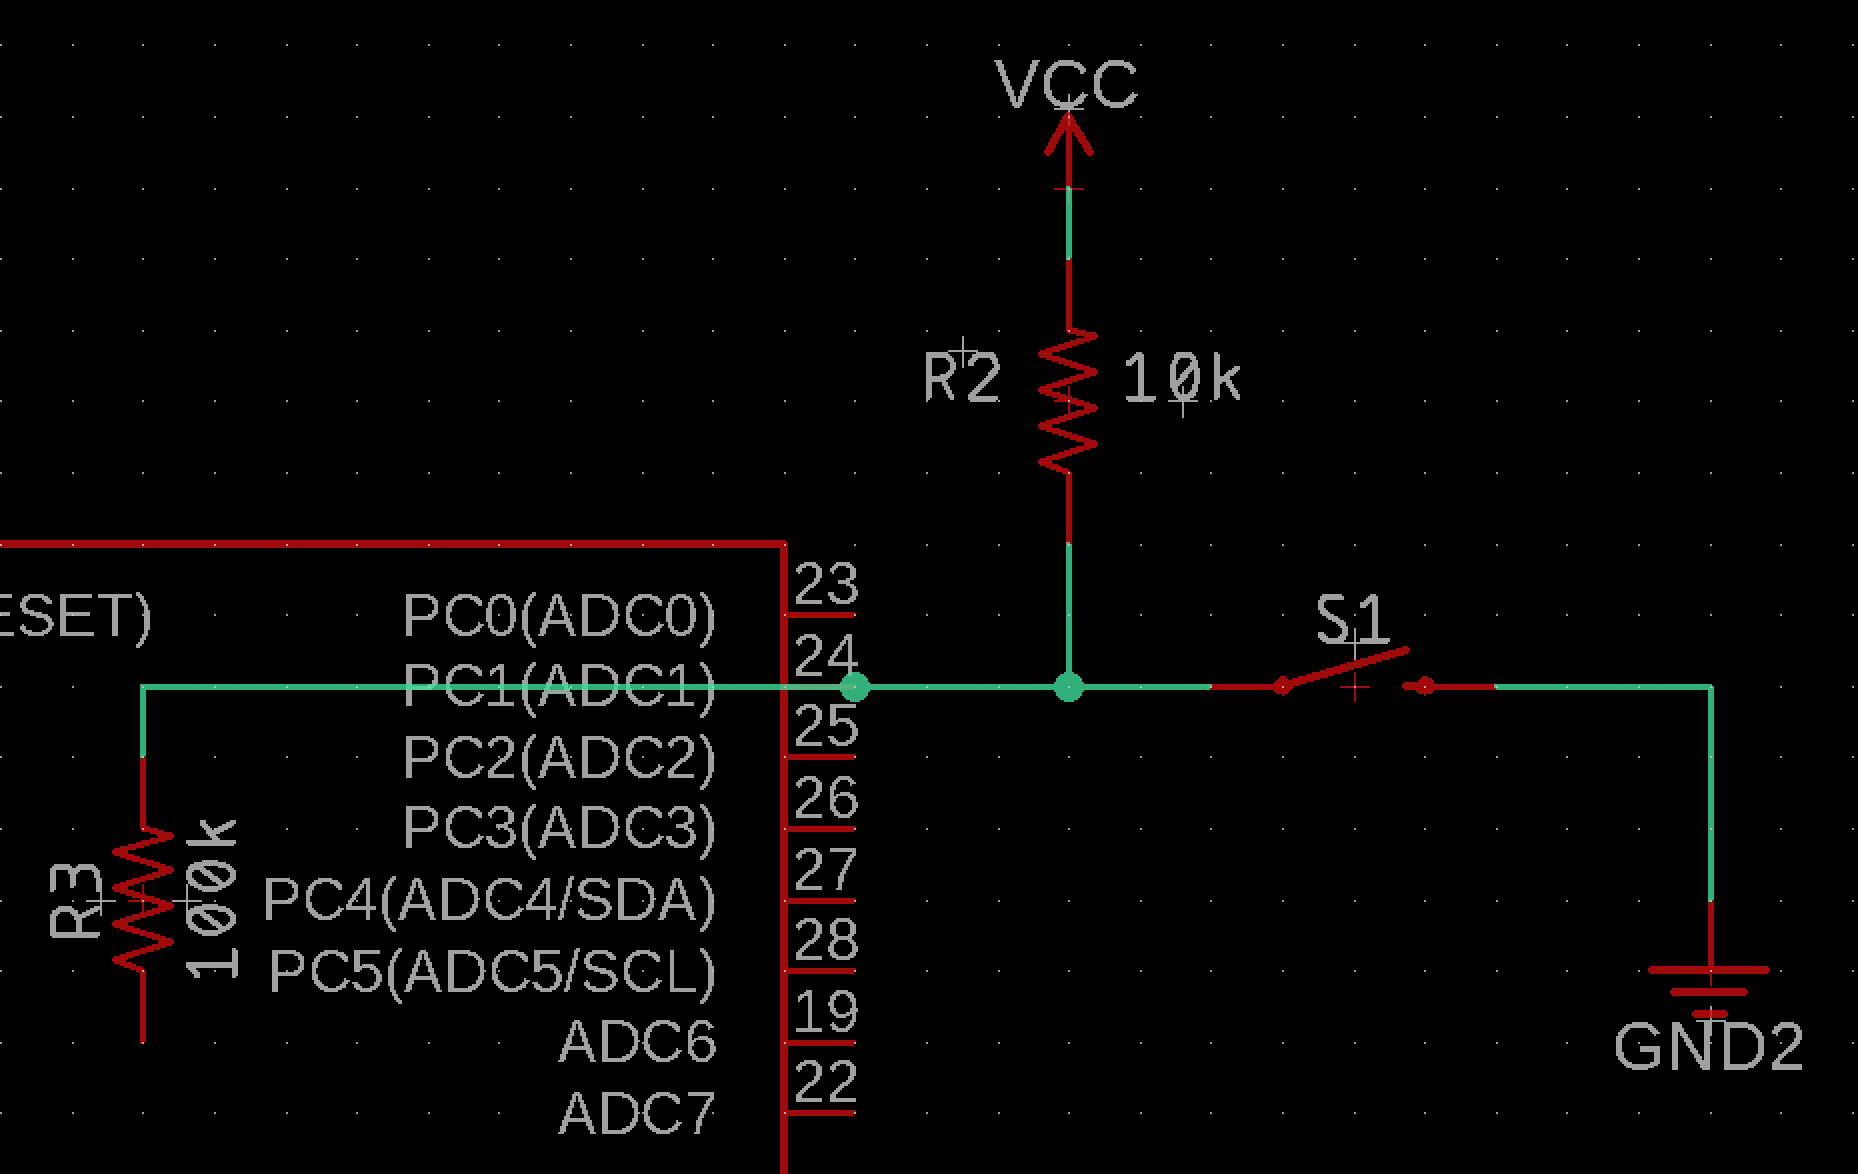 VCC
R2 10k
S1
23
ESET) PC0(ADC0)
24
PC1(ADC1)
25
PC2(ADC2)
26
PC3(ADC3)
27
R3 100k PC4(ADC4/SDA)
28
PC5(ADC5/SCL)
19
ADC6
GND2
22
ADC7